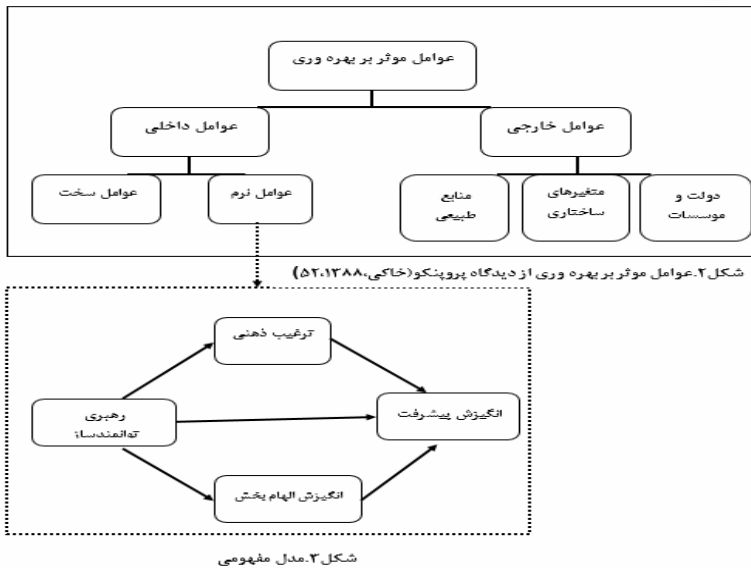 عوامل موثر بر بهره وری
عوامل خارجی
عوامل داخلی
دولت و
موسسات
متغیرهای
ساختاری
منابع
طبیعی
عوامل نرم
عوامل سخت
شکل۲.عوامل موثر بر بهره وری از دیدگاه پروپنکو(خاکی،۵۲،۱۳۸۸)
ترغیب ذهنی
رهبری
توانمندساز
انگیزش پیشرفت
انگیزش الهام بخش
شکل۳.مدل مفهومی